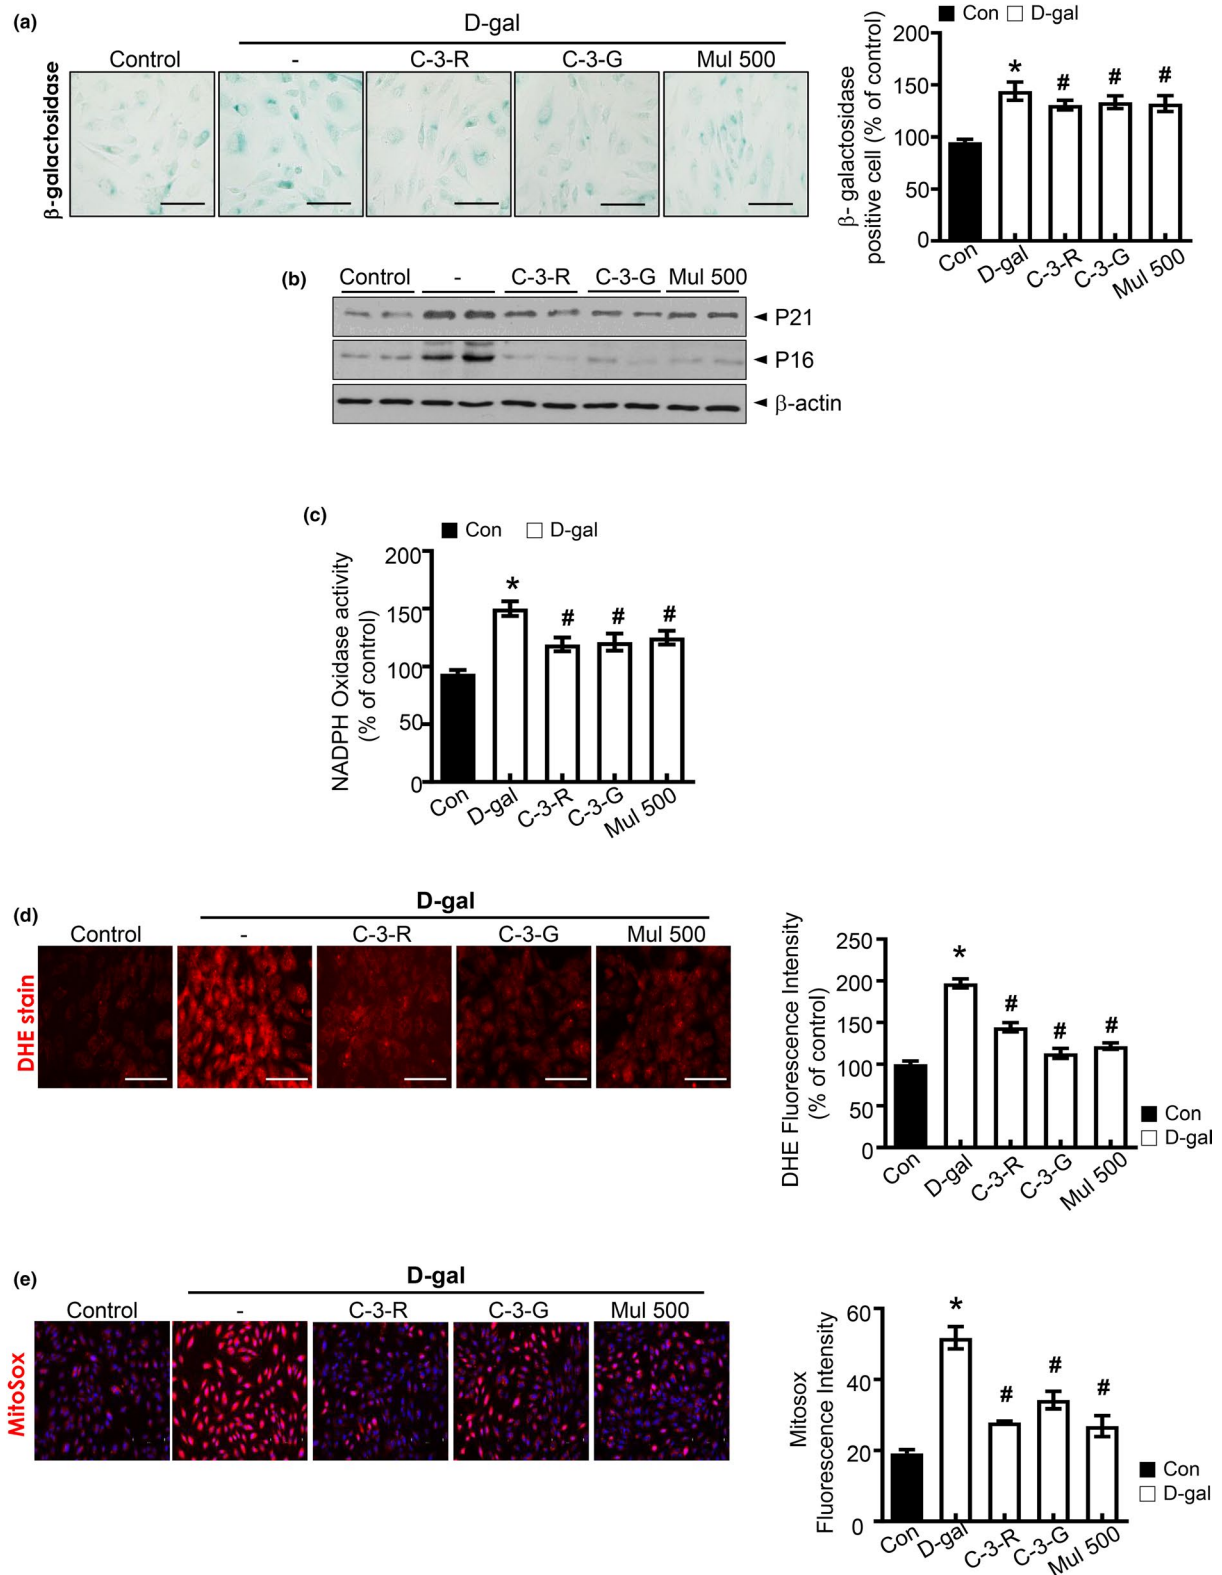 (a)
D-gal
Control - C-3-R C-3-G Mul 500
β-galactosidase
Con D-gal
β- galactosidase
positive cell (% of control)
200
150
100
50
0
* # # #
Con D-gal C-3-R C-3-G Mul 500
(b)
Control - C-3-R C-3-G Mul 500
P21
P16
β-actin
(c)
Con D-gal
NADPH Oxidase activity
(% of control)
200
150
100
50
0
* # # #
Con D-gal C-3-R C-3-G Mul 500
(d)
D-gal
Control - C-3-R C-3-G Mul 500
DHE stain
DHE Fluorescence Intensity
(% of control)
250
200
150
100
50
0
* # # #
Con D-gal C-3-R C-3-G Mul 500
Con
D-gal
(e)
D-gal
Control - C-3-R C-3-G Mul 500
MitoSox
Mitosox
Fluorescence Intensity
60
40
20
0
* # # #
Con D-gal C-3-R C-3-G Mul 500
Con
D-gal